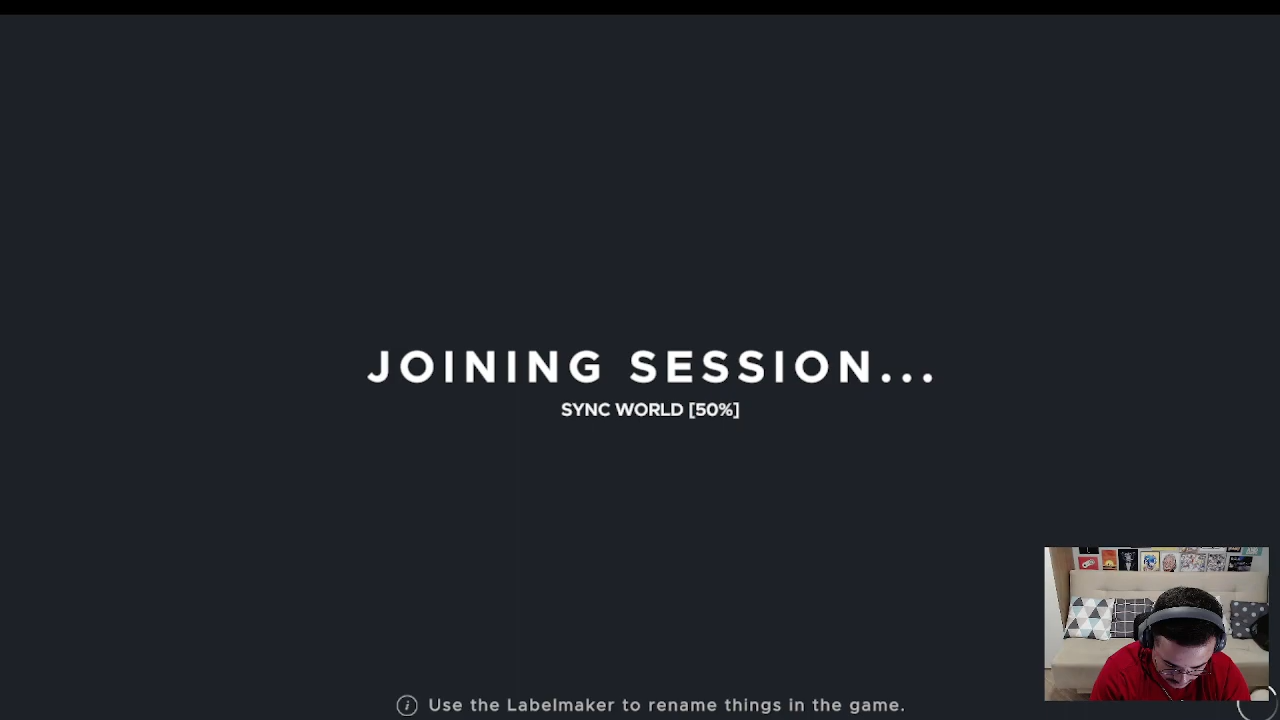 JOINING SESSION...
SYNC WORLD [50%]
Use the Labelmaker to rename things in the game.